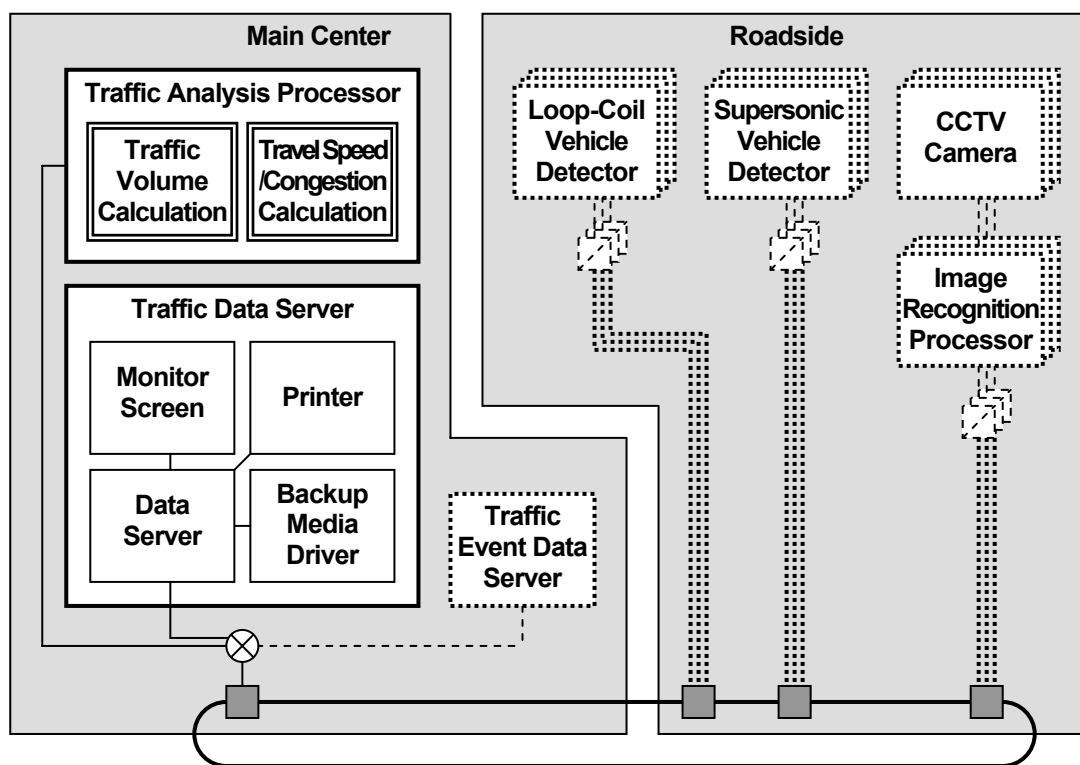 Main Center
Traffic Analysis Processor
Traffic
Volume
Calculation
Travel Speed
/Congestion
Calculation
Traffic Data Server
Monitor
Screen
Printer
Data
Server
Backup
Media
Driver
Traffic
Event Data
Server
Roadside
Loop-Coil
Vehicle
Detector
Supersonic
Vehicle
Detector
CCTV
Camera
Image
Recognition
Processor